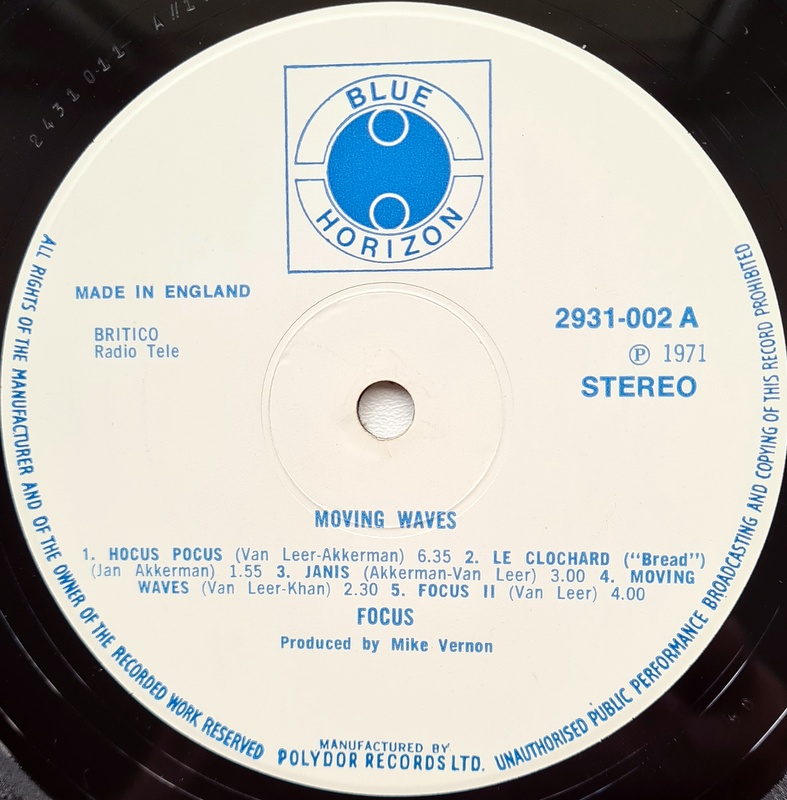 2431 011 A//1
BLUE
HORIZON
MADE IN ENGLAND
BRITICO
Radio Tele
2931-002 A
℗ 1971
STEREO
MOVING WAVES
1. HOCUS POCUS (Van Leer-Akkerman) 6.35 2. LE CLOCHARD (“Bread”)
(Jan Akkerman) 1.55 3. JANIS (Akkerman-Van Leer) 3.00 4. MOVING
WAVES (Van Leer-Khan) 2.30 5. FOCUS II (Van Leer) 4.00
FOCUS
Produced by Mike Vernon
ALL RIGHTS OF THE MANUFACTURER AND OF THE OWNER OF THE RECORDED WORK RESERVED
MANUFACTURED BY
POLYDOR RECORDS LTD.
UNAUTHORISED PUBLIC PERFORMANCE BROADCASTING AND COPYING OF THIS RECORD PROHIBITED